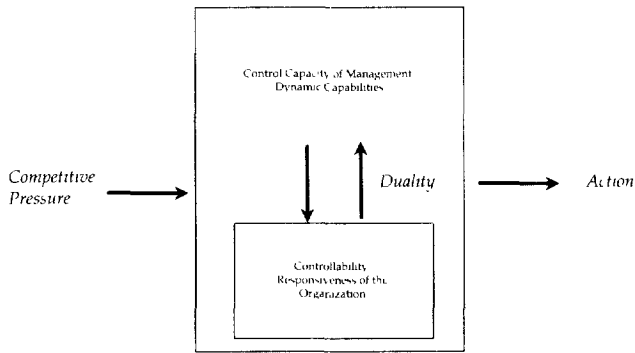 Control Capacity of Management
Dynamic Capabilities
Competitive
Pressure
Duality
Action
Controllability
Responsiveness of the
Organization